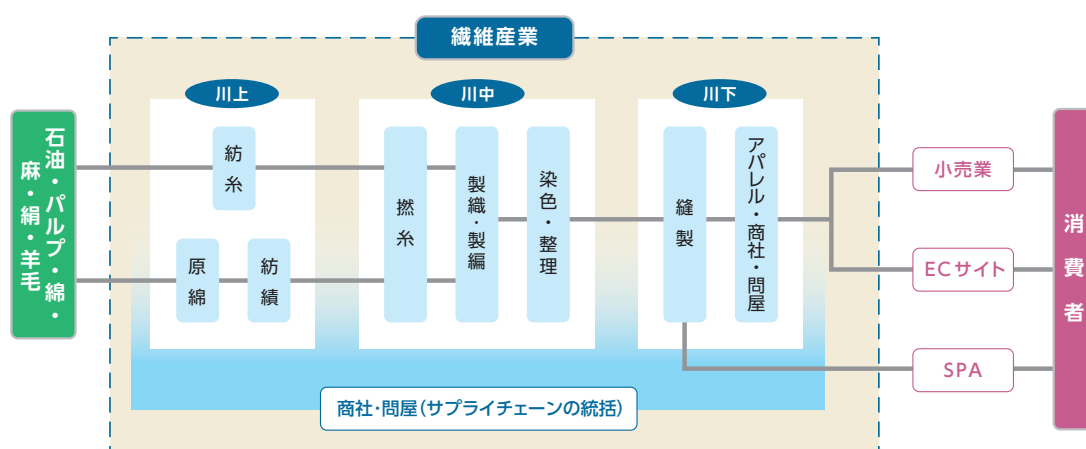 繊維産業
川上
川中
川下
石油・パルプ・綿・
麻・絹・羊毛
紡糸
原綿
紡績
撚糸
製織・製編
染色・整理
縫製
アパレル・商社・問屋
小売業
ECサイト
SPA
消費者
商社・問屋(サプライチェーンの統括)